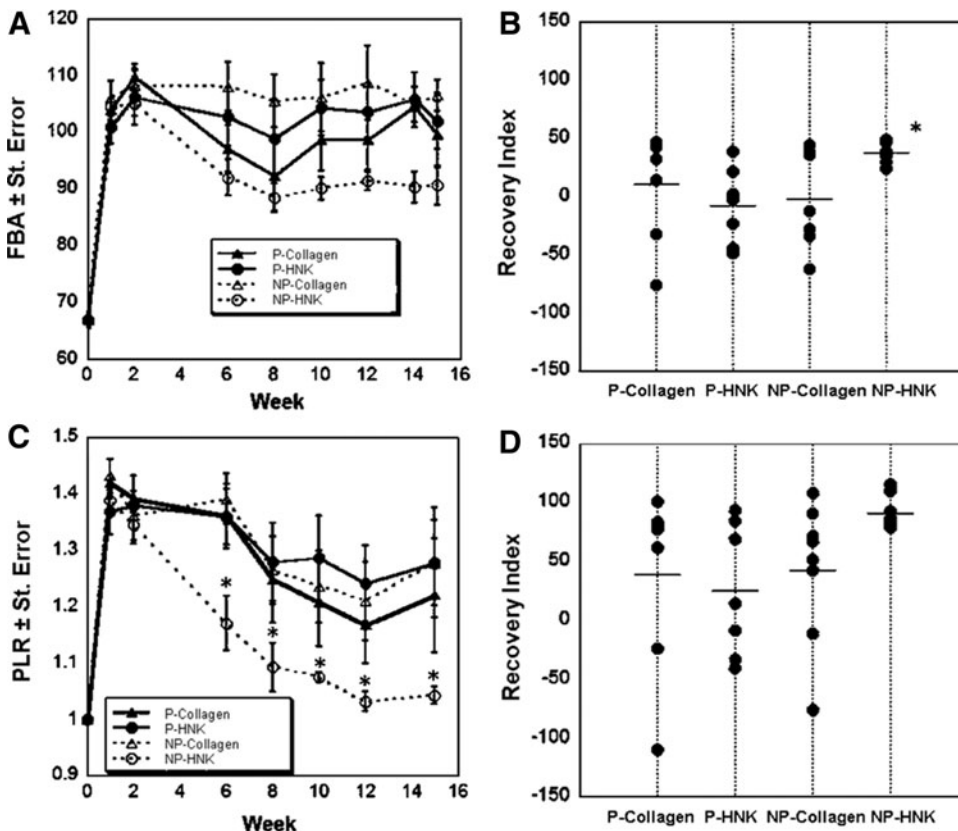 A
FBA ± St. Error
120
110
100
90
80
70
60
P-Collagen
P-HNK
NP-Collagen
NP-HNK
0 2 4 6 8 10 12 14 16
Week
B
Recovery Index
150
100
50
0
-50
-100
-150
*
P-Collagen P-HNK NP-Collagen NP-HNK
C
PLR ± St. Error
1.5
1.4
1.3
1.2
1.1
1
0.9
* * * * *
P-Collagen
P-HNK
NP-Collagen
NP-HNK
0 2 4 6 8 10 12 14 16
Week
D
Recovery Index
150
100
50
0
-50
-100
-150
P-Collagen P-HNK NP-Collagen NP-HNK